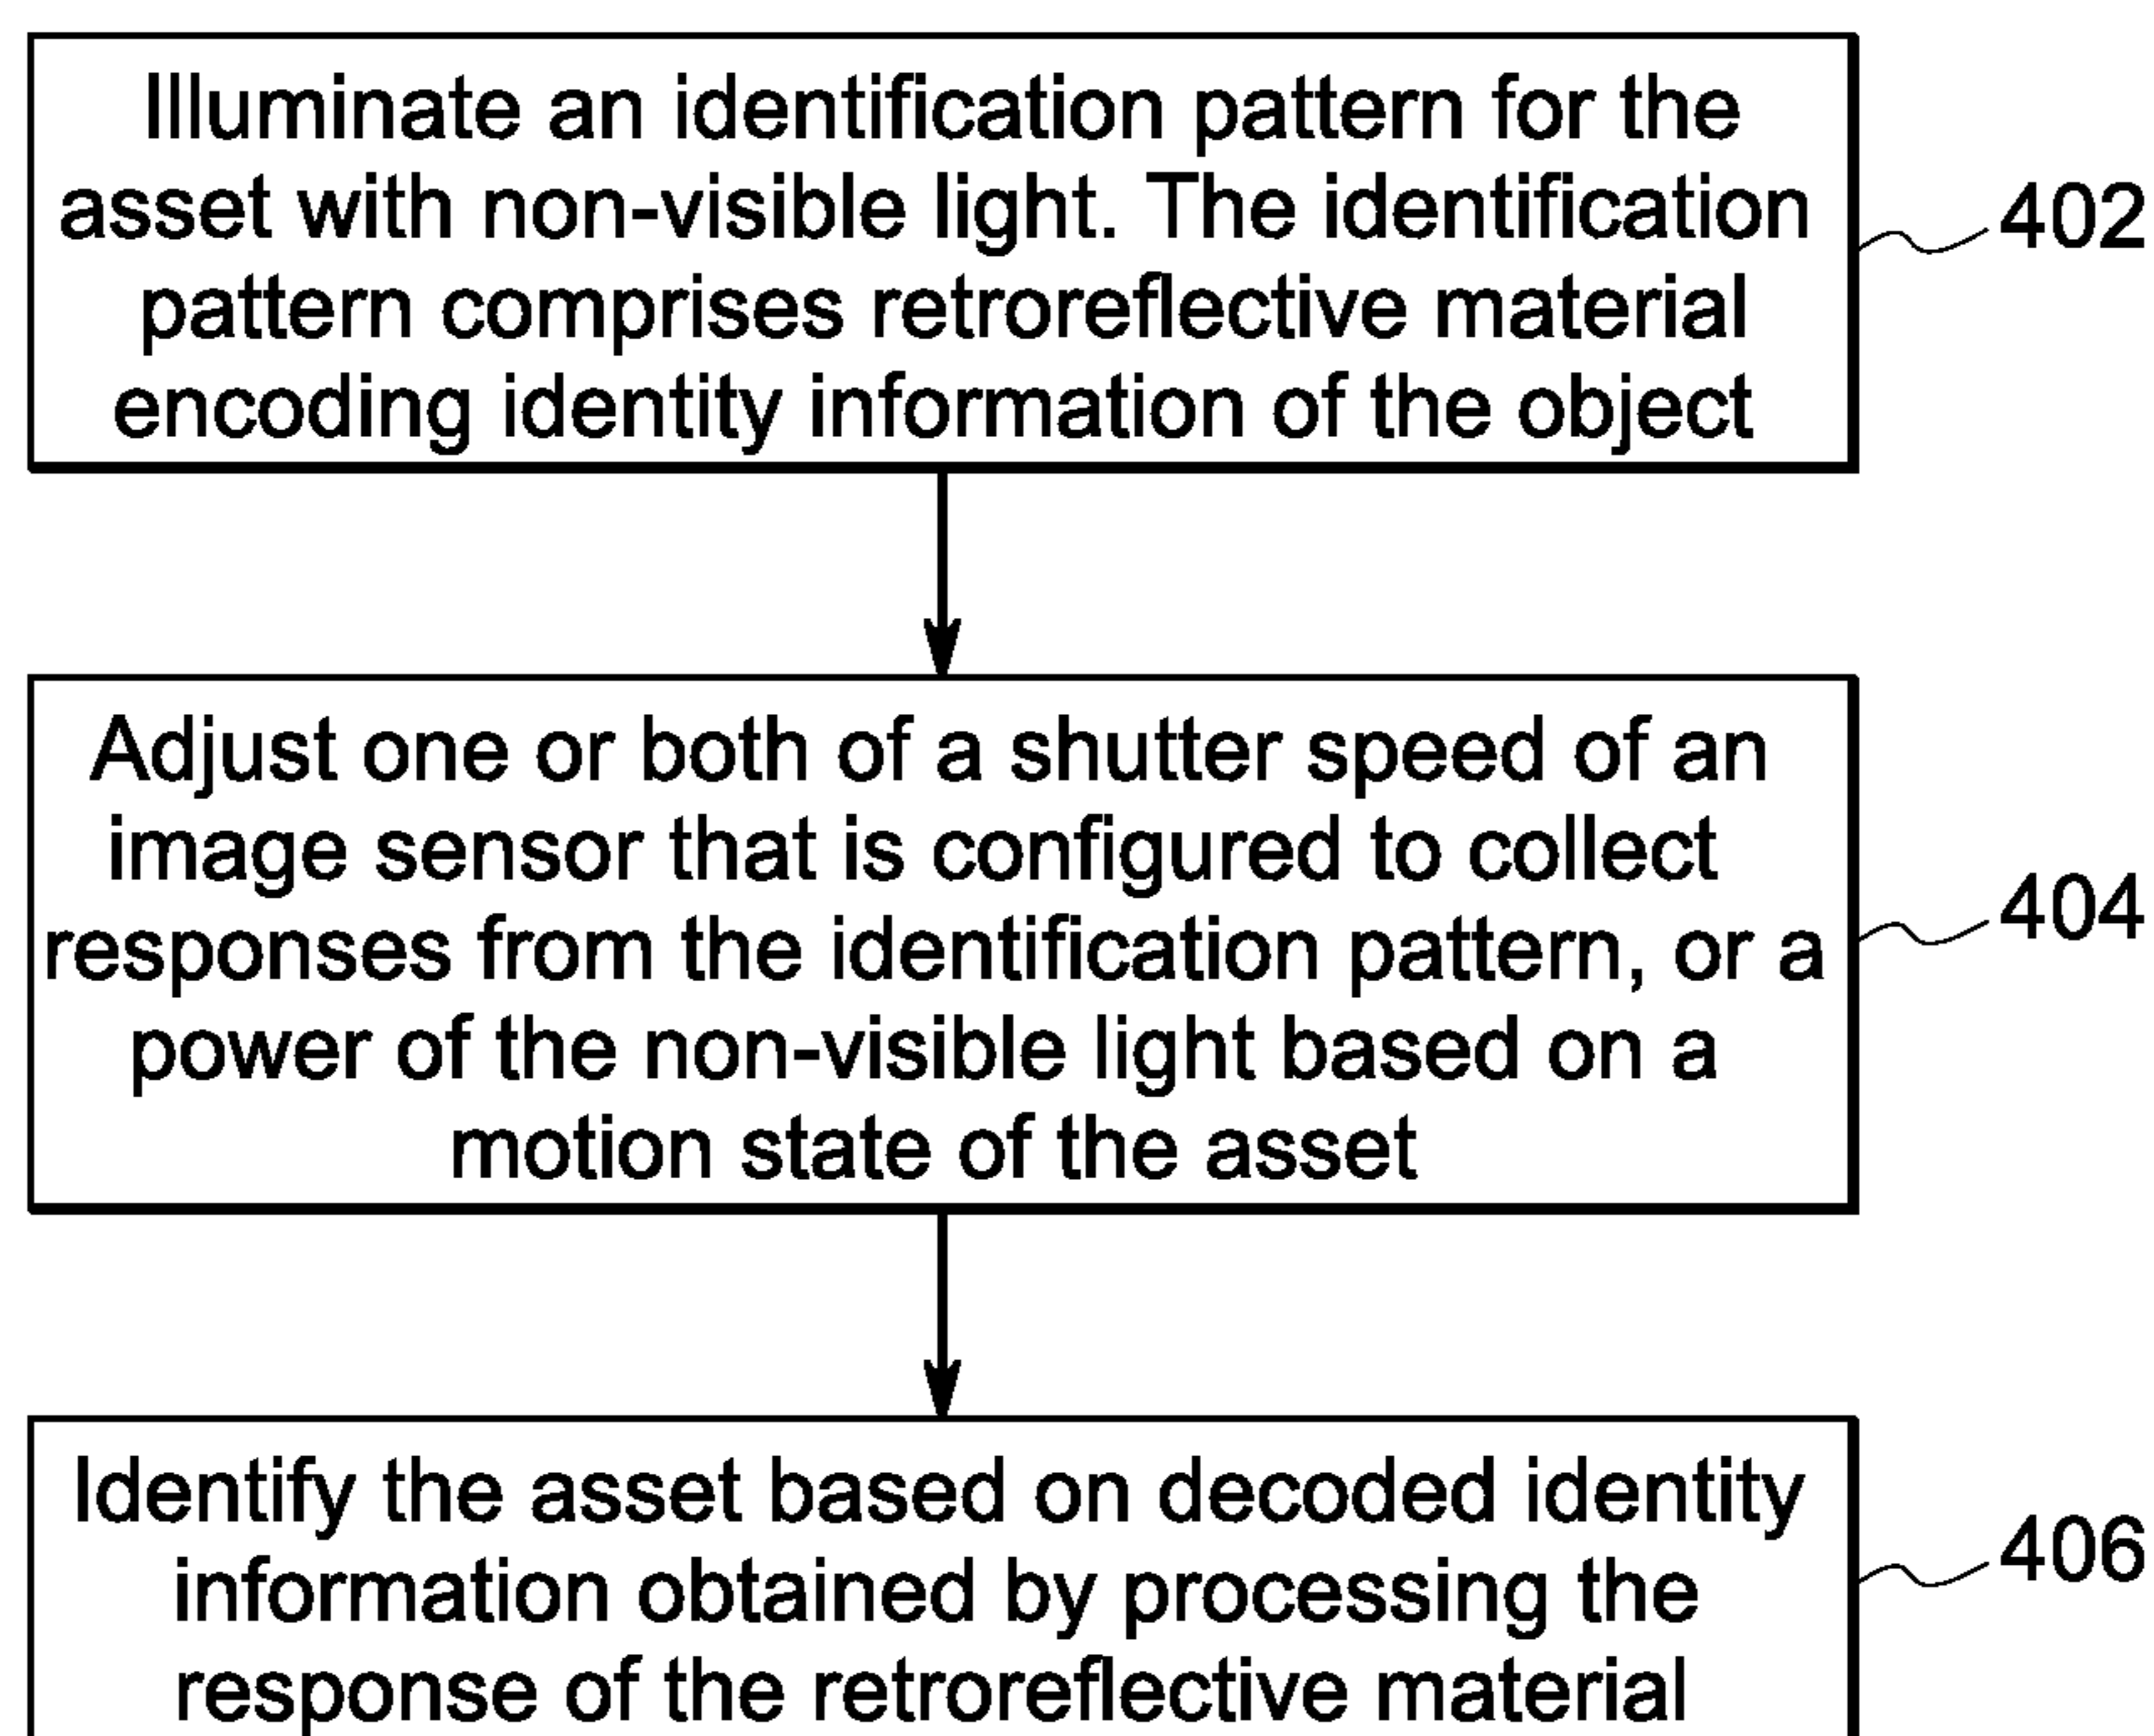 Illuminate an identification pattern for the
asset with non-visible light. The identification
pattern comprises retroreflective material
encoding identity information of the object
402
Adjust one or both of a shutter speed of an
image sensor that is configured to collect
responses from the identification pattern, or a
power of the non-visible light based on a
motion state of the asset
404
Identify the asset based on decoded identity
information obtained by processing the
response of the retroreflective material
406